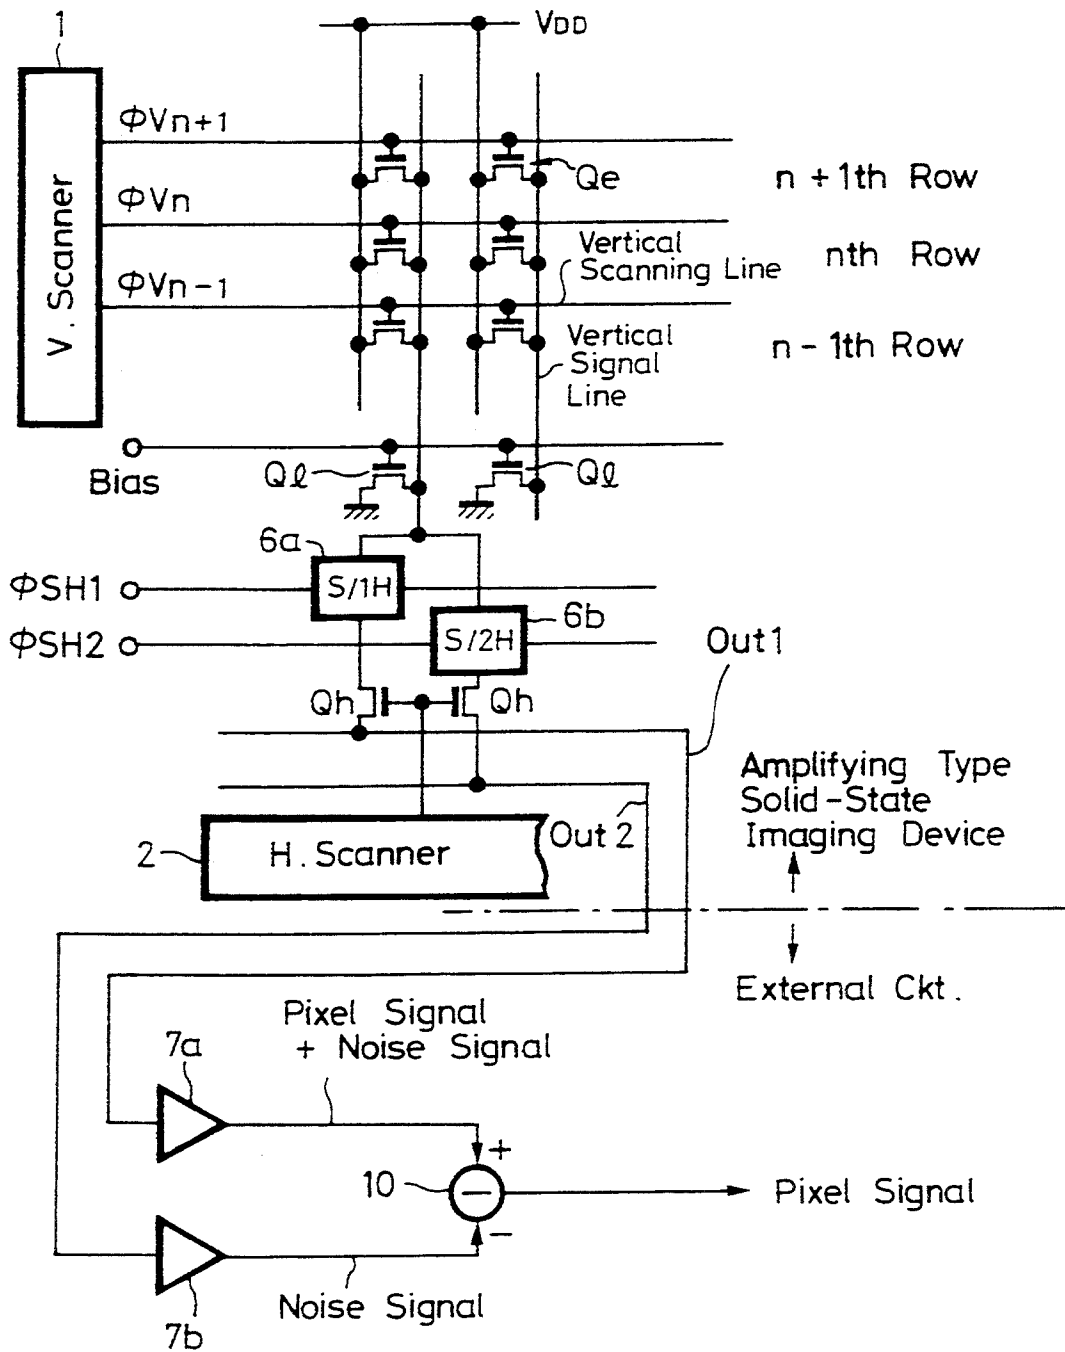 1
VDD
ΦVn+1
Qe
n + 1th Row
V. Scanner
ΦVn
Vertical
Scanning Line
nth Row
ΦVn-1
Vertical
Signal
Line
n - 1th Row
Bias
Qℓ
Qℓ
6a
ΦSH1
S/1H
6b
ΦSH2
S/2H
Out1
Qh
Qh
Amplifying Type
Solid-State
Imaging Device
2
H. Scanner
Out 2
External Ckt.
Pixel Signal
+ Noise Signal
7a
+
10
−
Pixel Signal
−
Noise Signal
7b